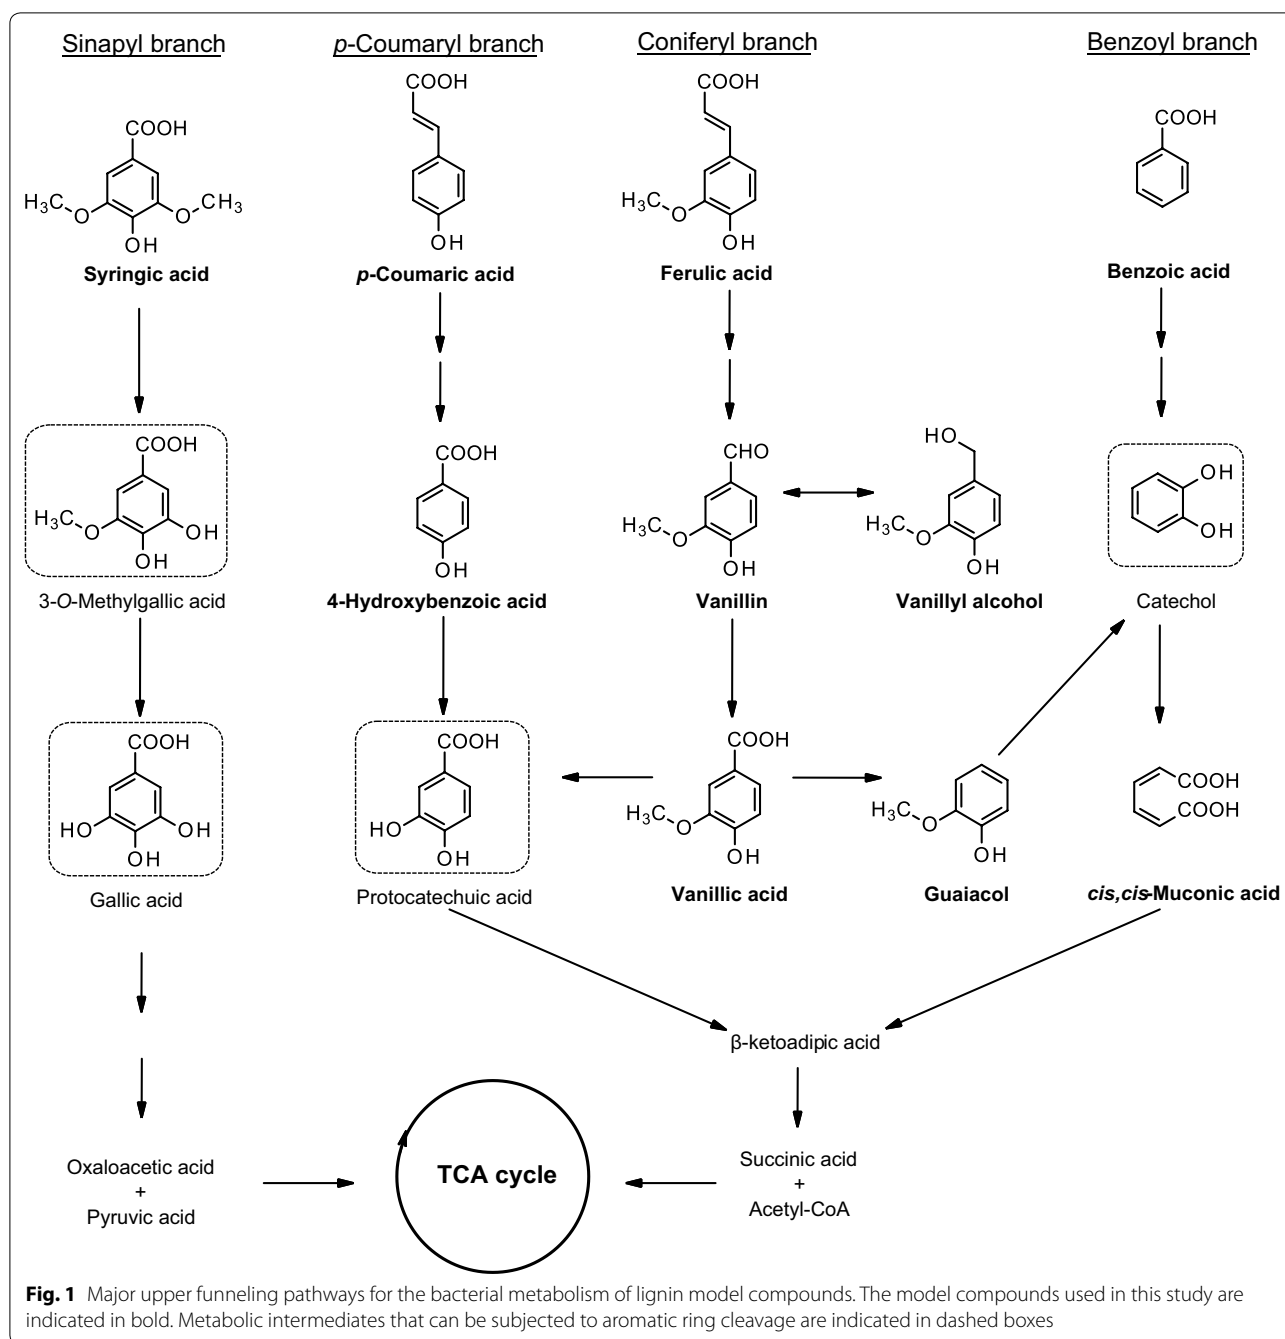 Sinapyl branch
p-Coumaryl branch
Coniferyl branch
Benzoyl branch
COOH
H3C
O
O
CH3
OH
Syringic acid
COOH
OH
p-Coumaric acid
COOH
H3C
O
OH
Ferulic acid
COOH
Benzoic acid
COOH
H3C
O
OH
OH
3-O-Methylgallic acid
COOH
OH
4-Hydroxybenzoic acid
CHO
H3C
O
OH
Vanillin
HO
H3C
O
OH
Vanillyl alcohol
OH
OH
Catechol
COOH
HO
OH
OH
Gallic acid
COOH
HO
OH
Protocatechuic acid
COOH
H3C
O
OH
Vanillic acid
H3C
O
OH
Guaiacol
COOH
COOH
cis,cis-Muconic acid
β-ketoadipic acid
Oxaloacetic acid
+
Pyruvic acid
TCA cycle
Succinic acid
+
Acetyl-CoA
Fig. 1 Major upper funneling pathways for the bacterial metabolism of lignin model compounds. The model compounds used in this study are
indicated in bold. Metabolic intermediates that can be subjected to aromatic ring cleavage are indicated in dashed boxes